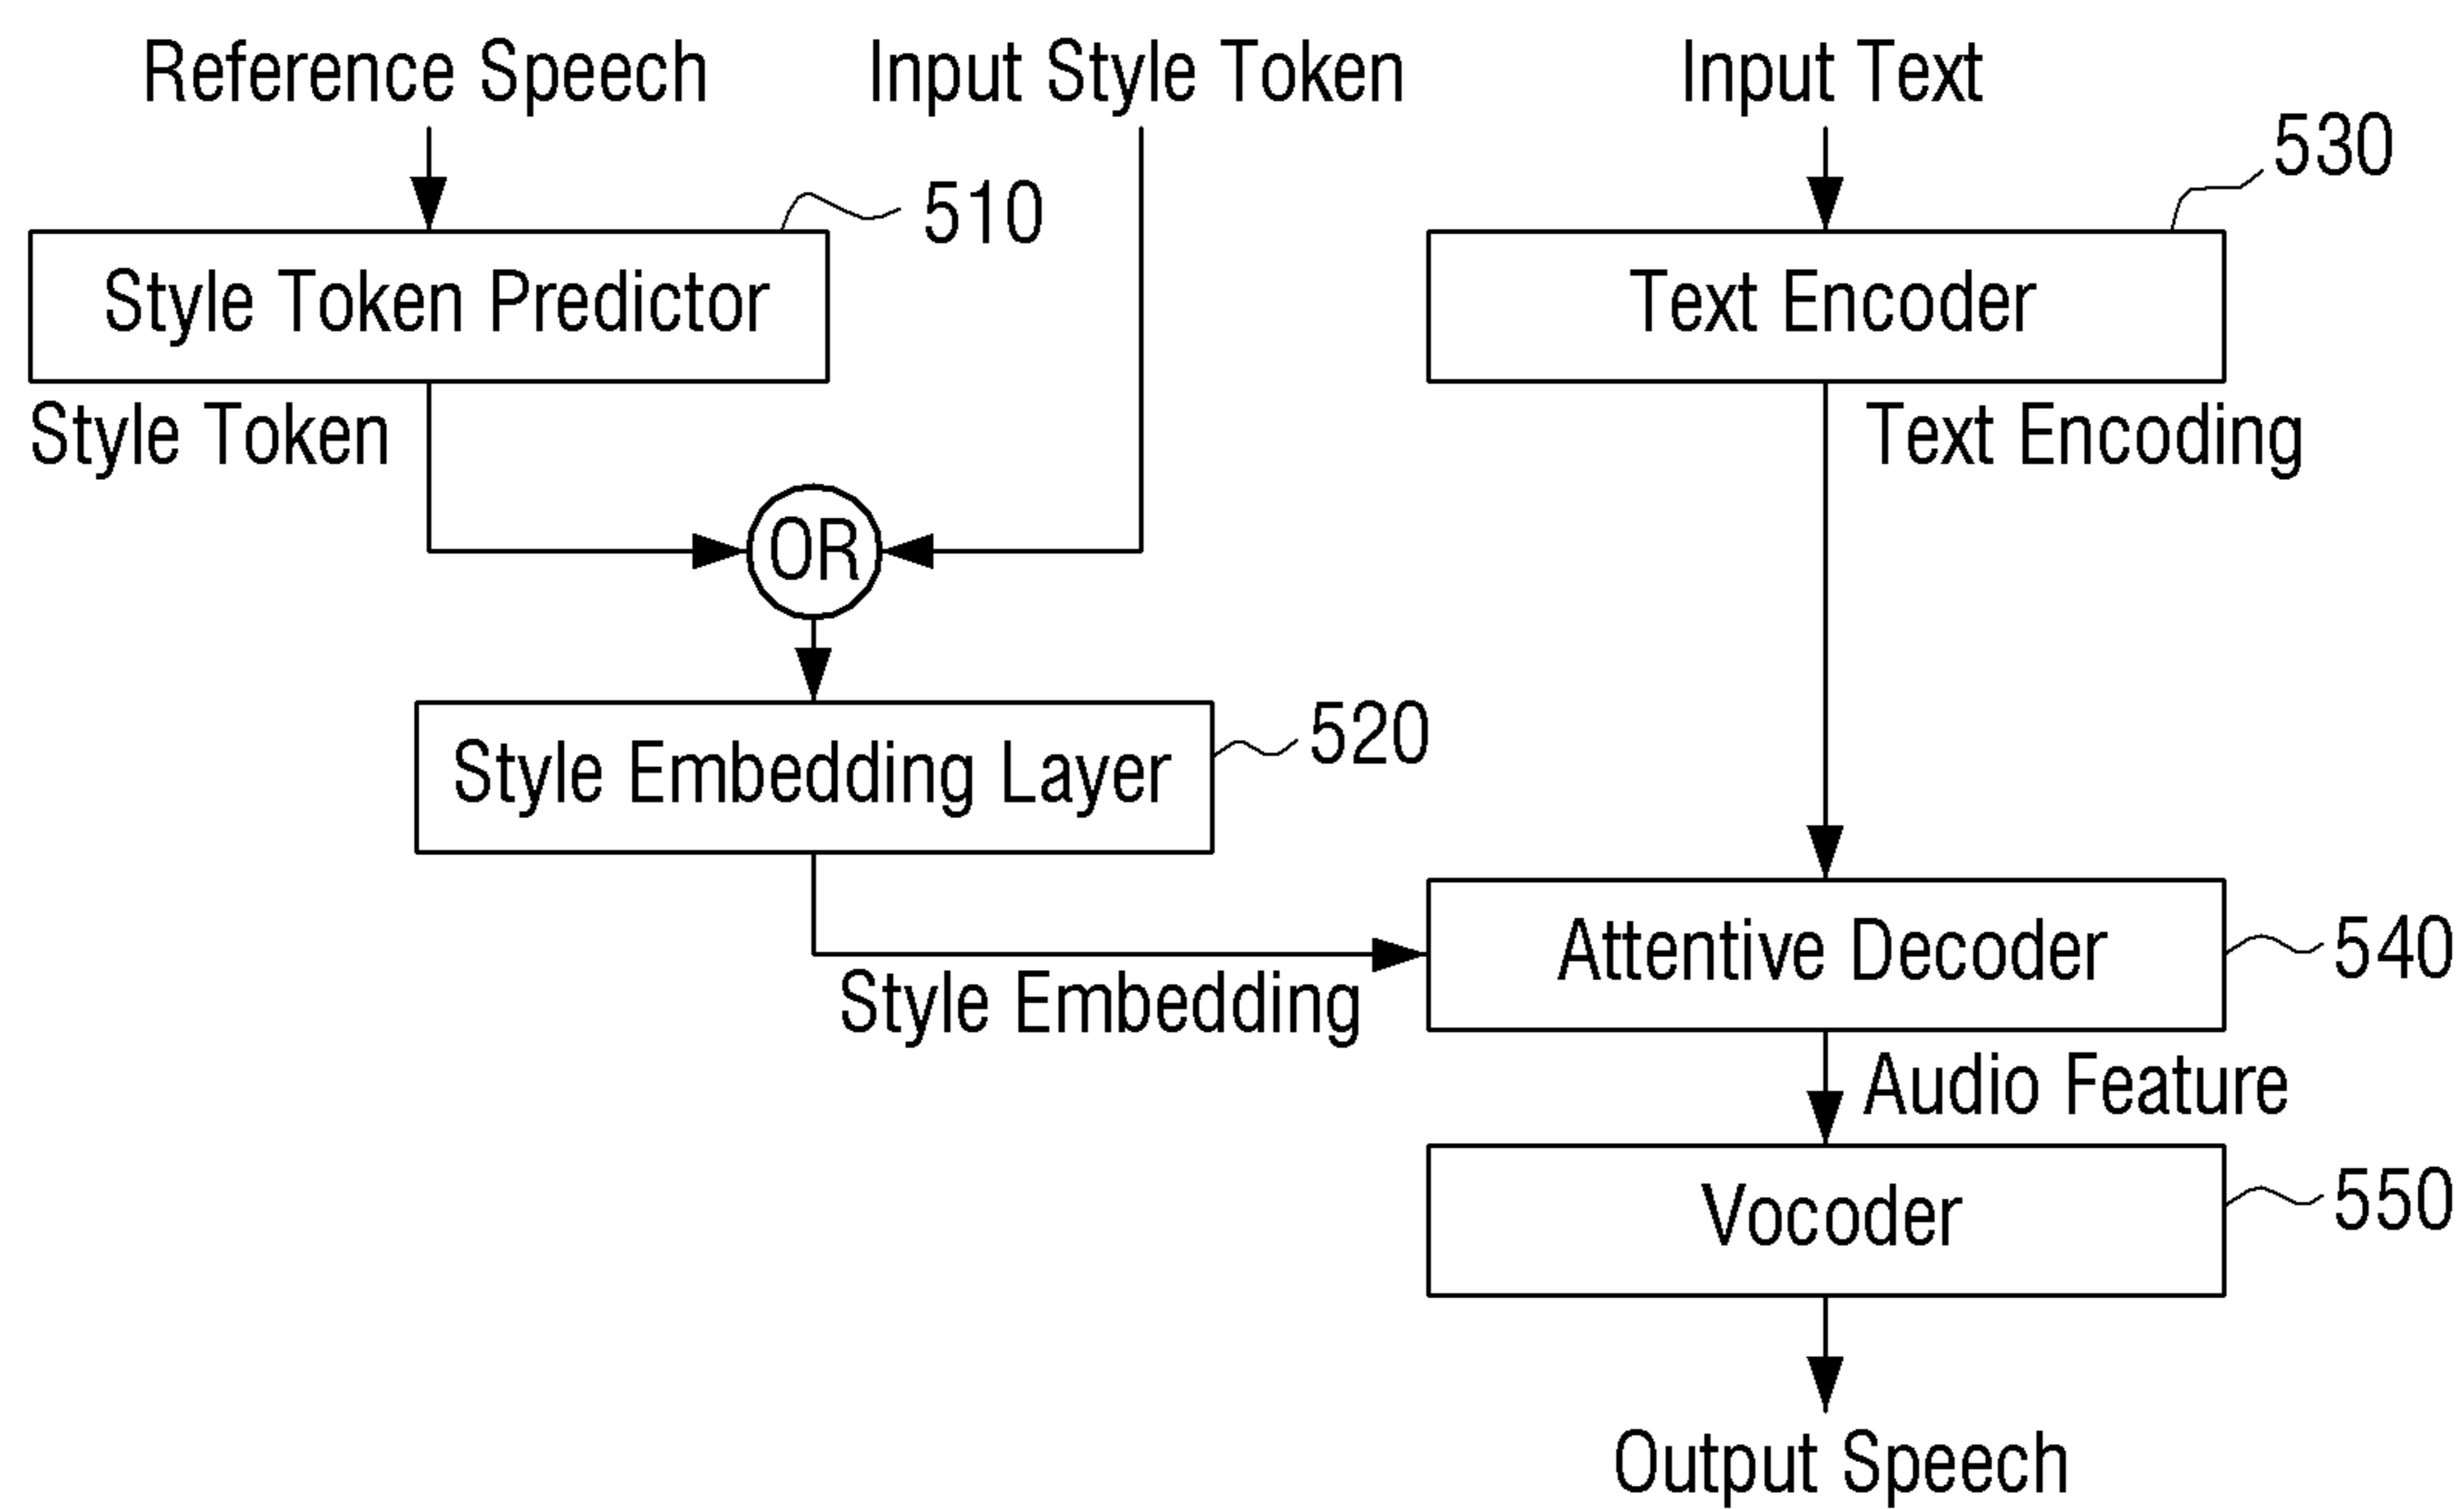 Reference Speech
Input Style Token
Input Text
510
530
Style Token Predictor
Text Encoder
Style Token
Text Encoding
OR
Style Embedding Layer
520
Attentive Decoder
540
Style Embedding
Audio Feature
Vocoder
550
Output Speech